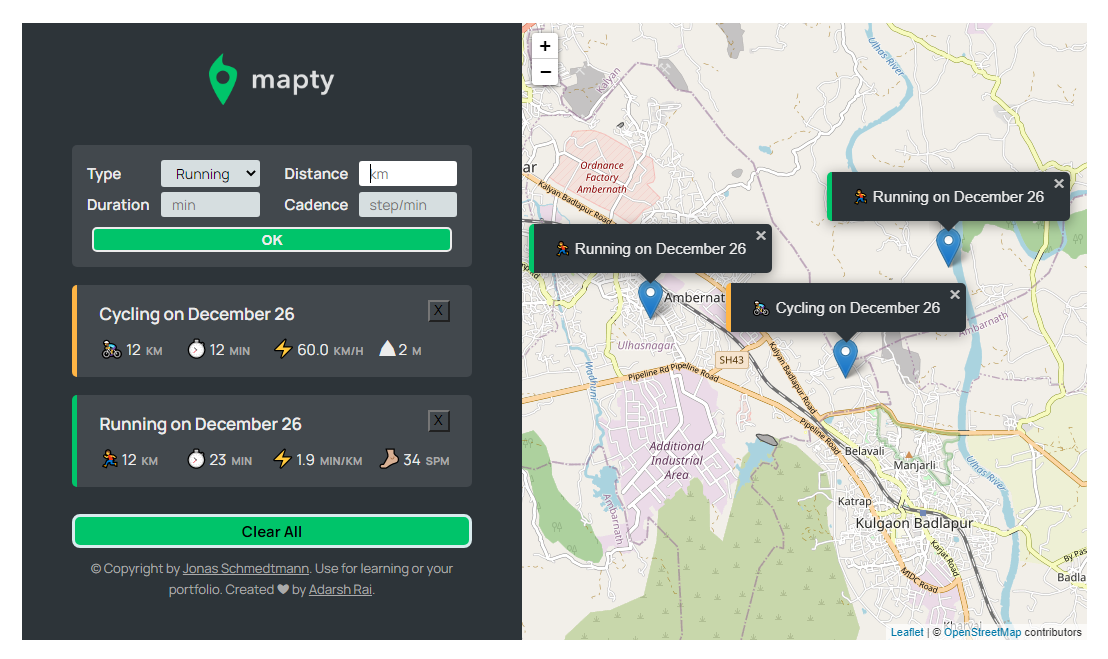 mapty
Type Running Distance km
Duration min Cadence step/min
OK
Cycling on December 26 X
12 KM 12 MIN 60.0 KM/H 2 M
Running on December 26 X
12 KM 23 MIN 1.9 MIN/KM 34 SPM
Clear All
© Copyright by Jonas Schmedtmann. Use for learning or your
portfolio. Created by Adarsh Rai.
+
−
Ulhas River
Kalyan
ar
Ordnance
Factory
Ambernath
Kalyan Badlapur Road
Running on December 26 ×
Running on December 26 ×
Ambernat
Cycling on December 26 ×
Ambarnath
Ulhasnagar
SH43
Kalyan Badlapur Road
Pipeline Rd Pipeline Road
Waldhuni
Pipeline Road
Additional
Industrial
Area
Belavali
Manjarli
Ulhas River
Ambarnath
Katrap
Kulgaon Badlapur
Karjat Road
By Pas
MIDC Road
Badla
Leaflet | © OpenStreetMap contributors